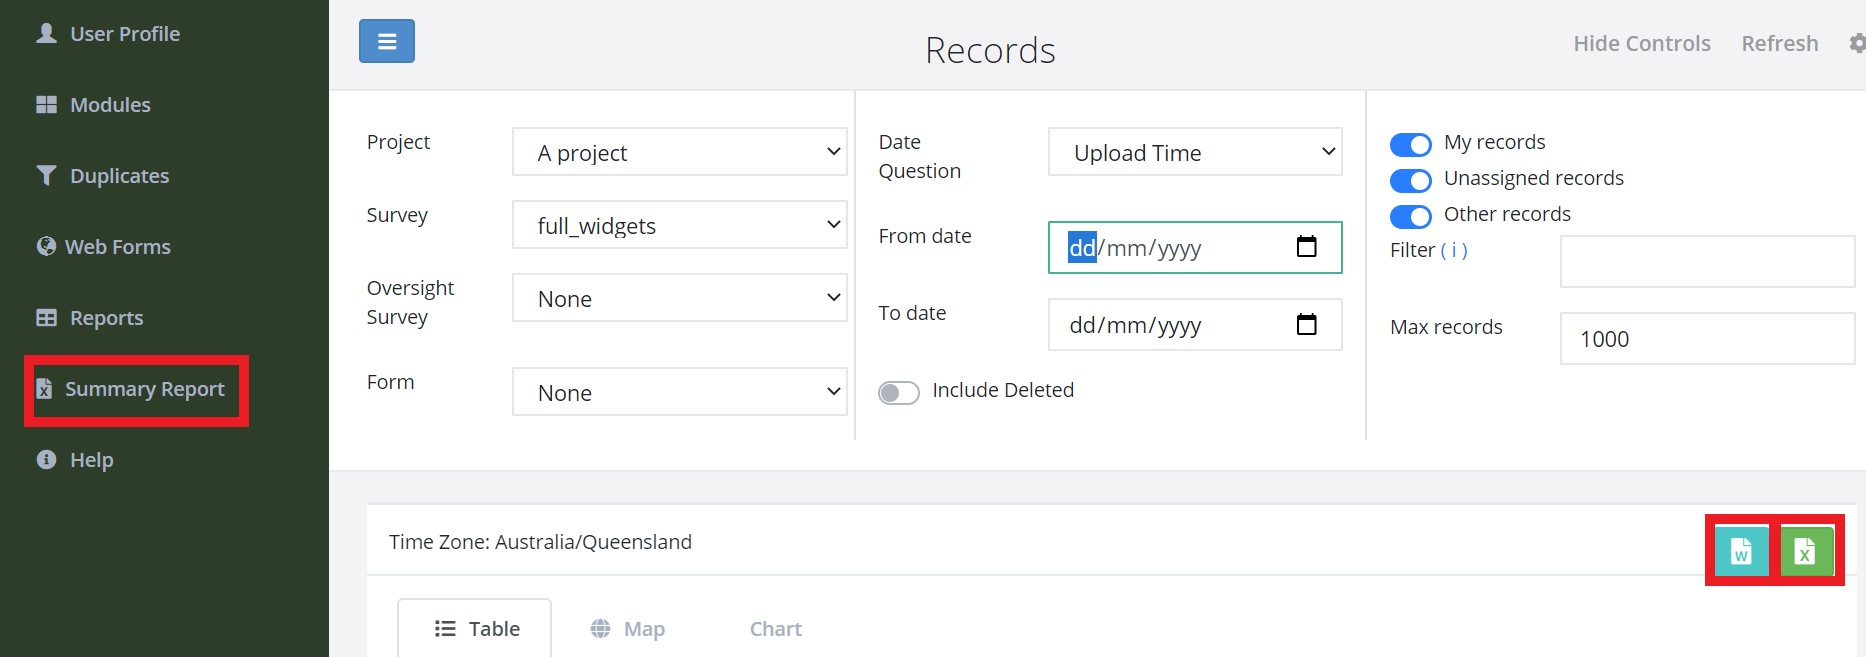 User Profile
Modules
Duplicates
Web Forms
Reports
Summary Report
Help
Records
Hide Controls
Refresh
Project
A project
Survey
full_widgets
Oversight
Survey
None
Form
None
Date
Question
Upload Time
From date
dd/mm/yyyy
To date
dd/mm/yyyy
Include Deleted
My records
Unassigned records
Other records
Filter ( i )
Max records
1000
Time Zone: Australia/Queensland
W
X
Table
Map
Chart